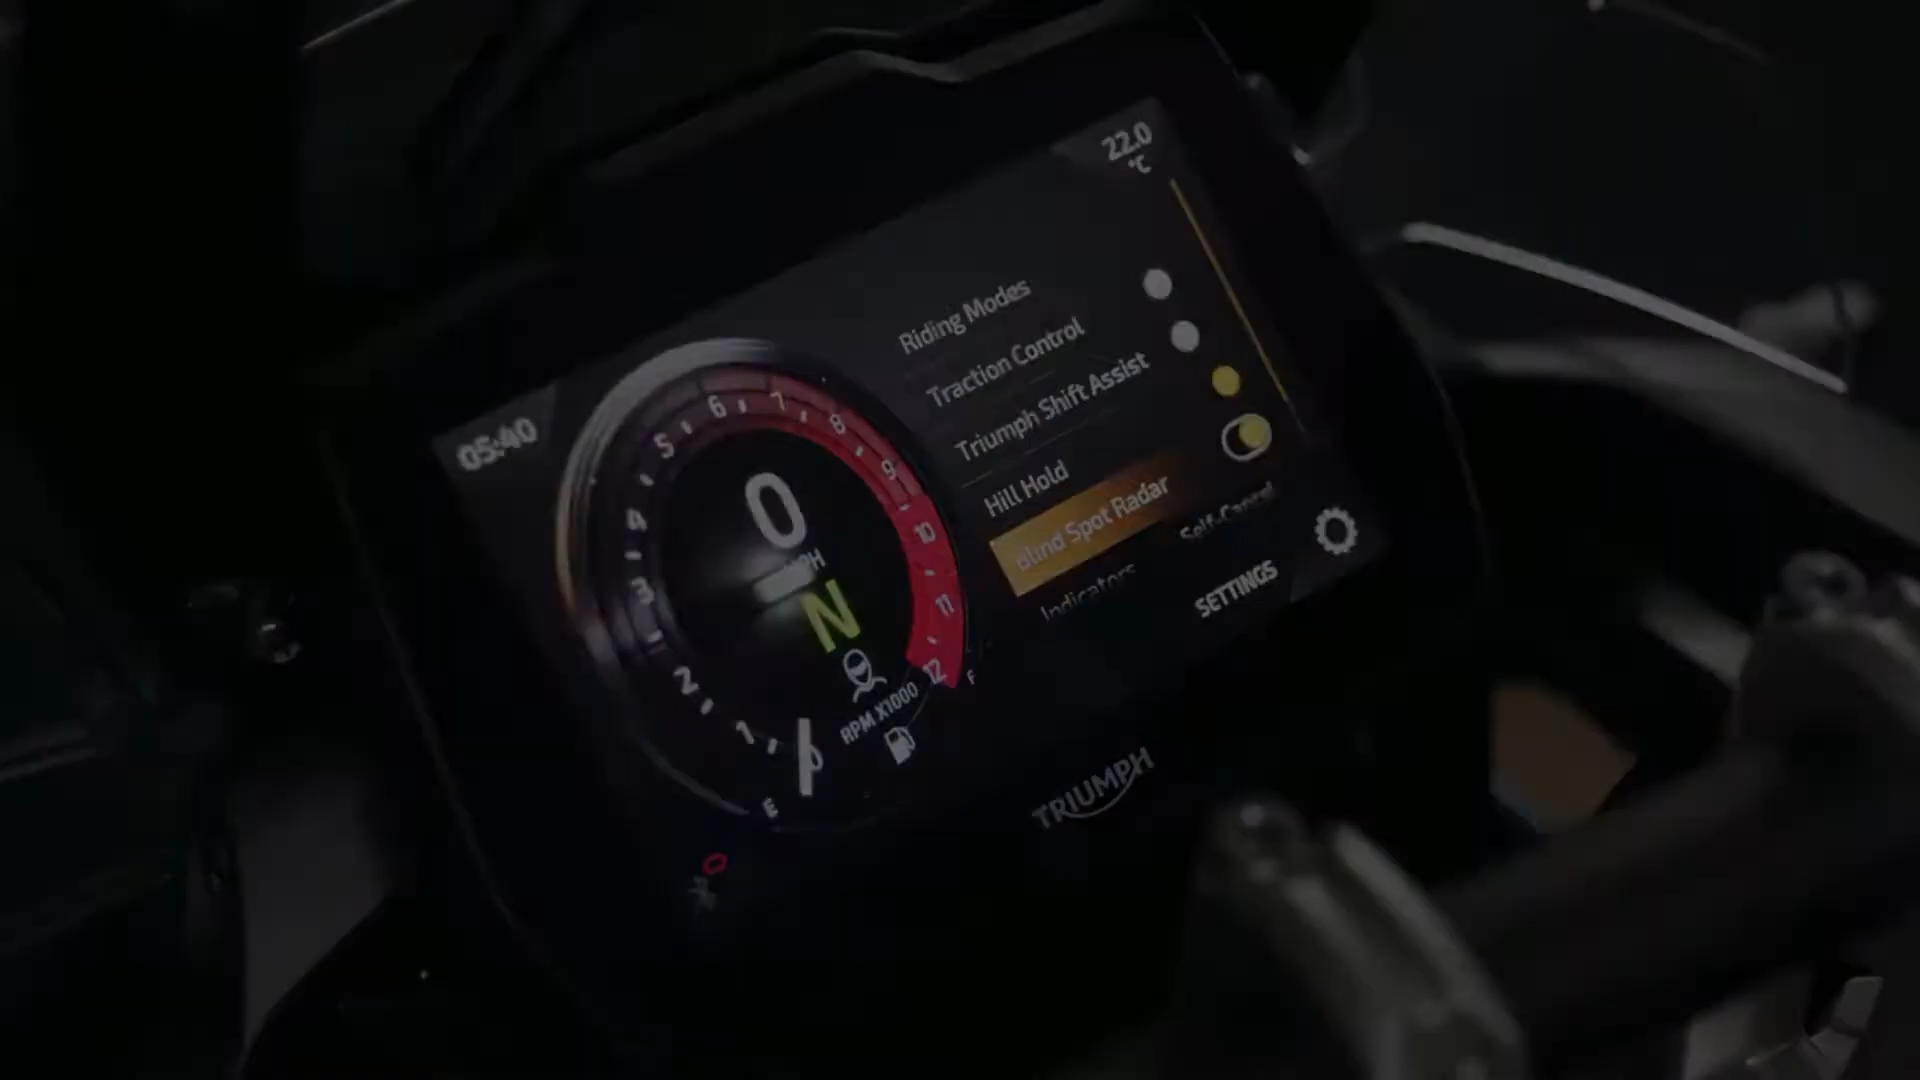 22.0
°C
05:40
Riding Modes
Traction Control
Triumph Shift Assist
Hill Hold
Blind Spot Radar
Indicators
Self-Cancel
SETTINGS
0
MPH
N
RPM X1000
1
2
3
4
5
6
7
8
9
10
11
12
E
F
TRIUMPH